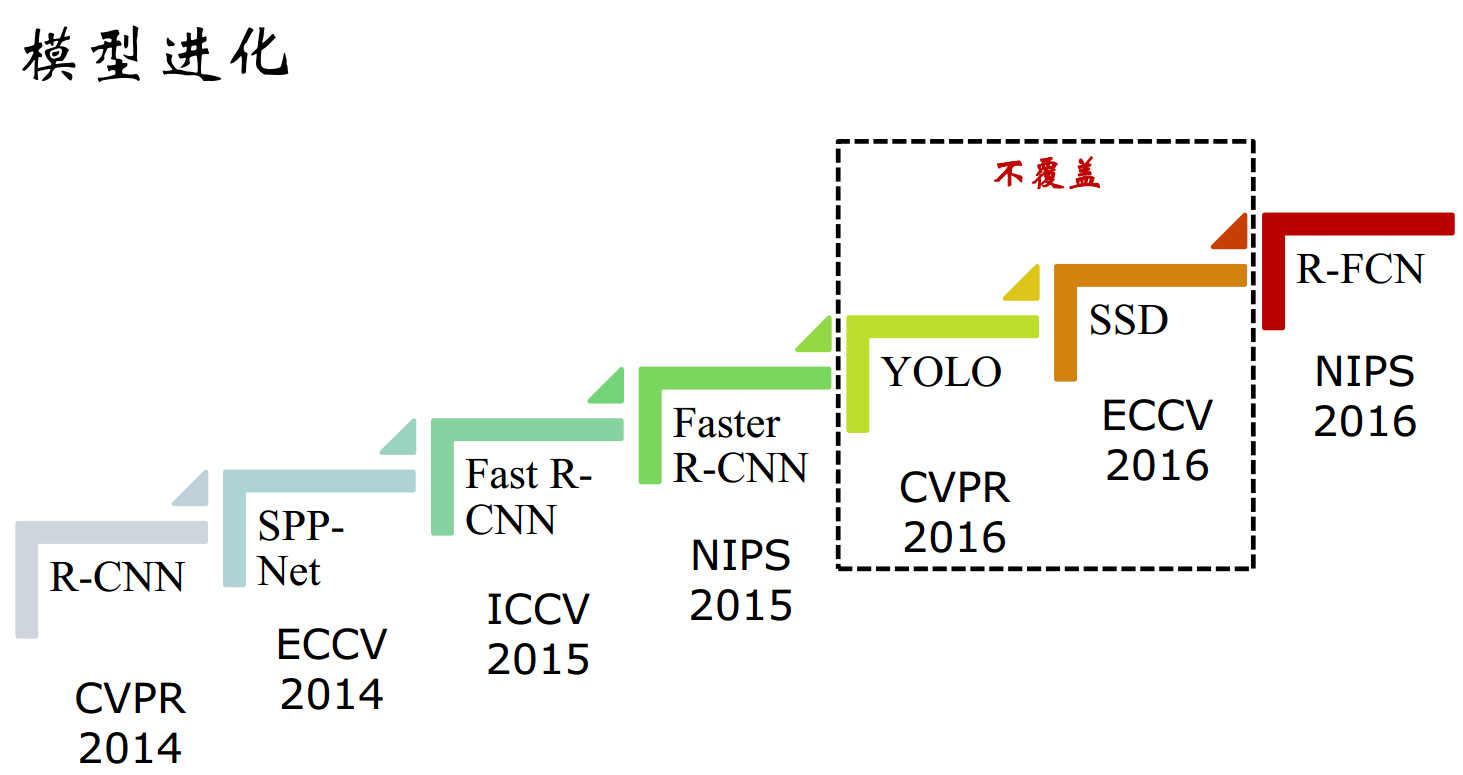 模型进化
不覆盖
R-CNN
CVPR
2014
SPP-
Net
ECCV
2014
Fast R-
CNN
ICCV
2015
Faster
R-CNN
NIPS
2015
YOLO
CVPR
2016
SSD
ECCV
2016
R-FCN
NIPS
2016